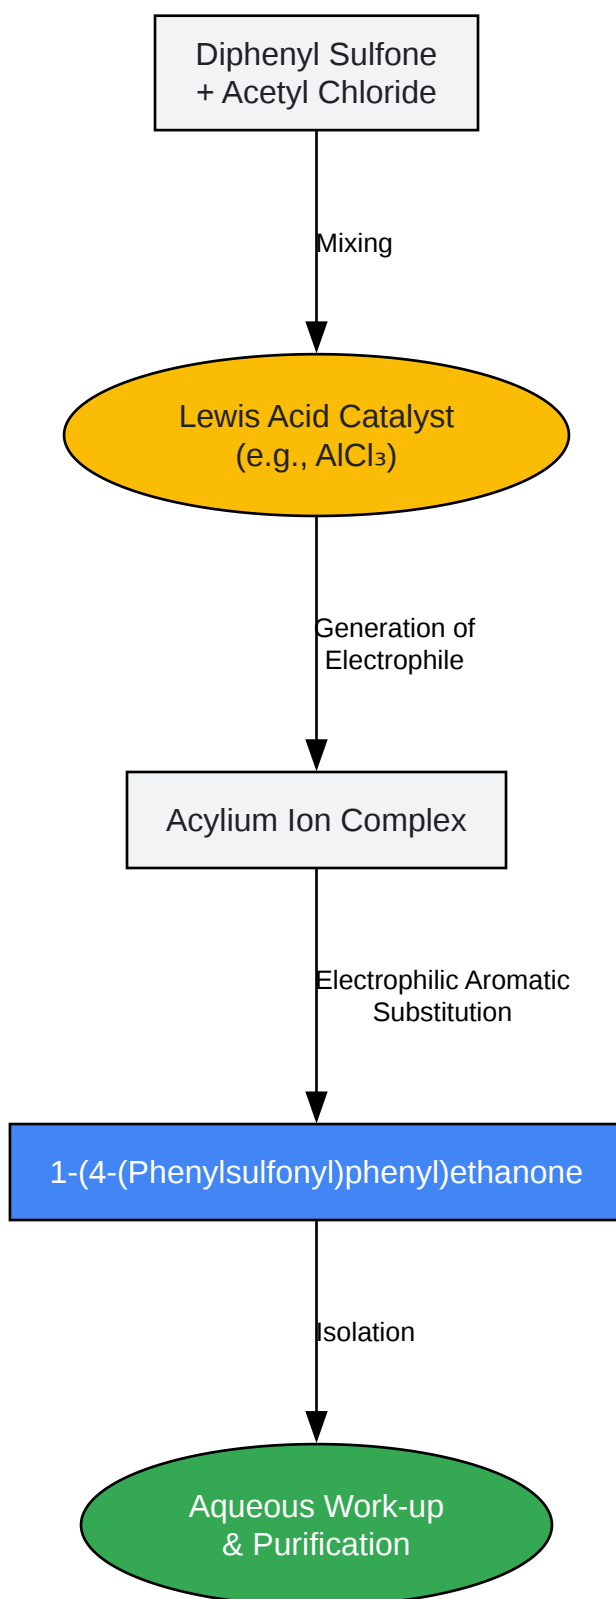 Diphenyl Sulfone
+ Acetyl Chloride
Mixing
Lewis Acid Catalyst
(e.g., AlCl₃)
Generation of
Electrophile
Acylium Ion Complex
Electrophilic Aromatic
Substitution
1-(4-(Phenylsulfonyl)phenyl)ethanone
Isolation
Aqueous Work-up
& Purification